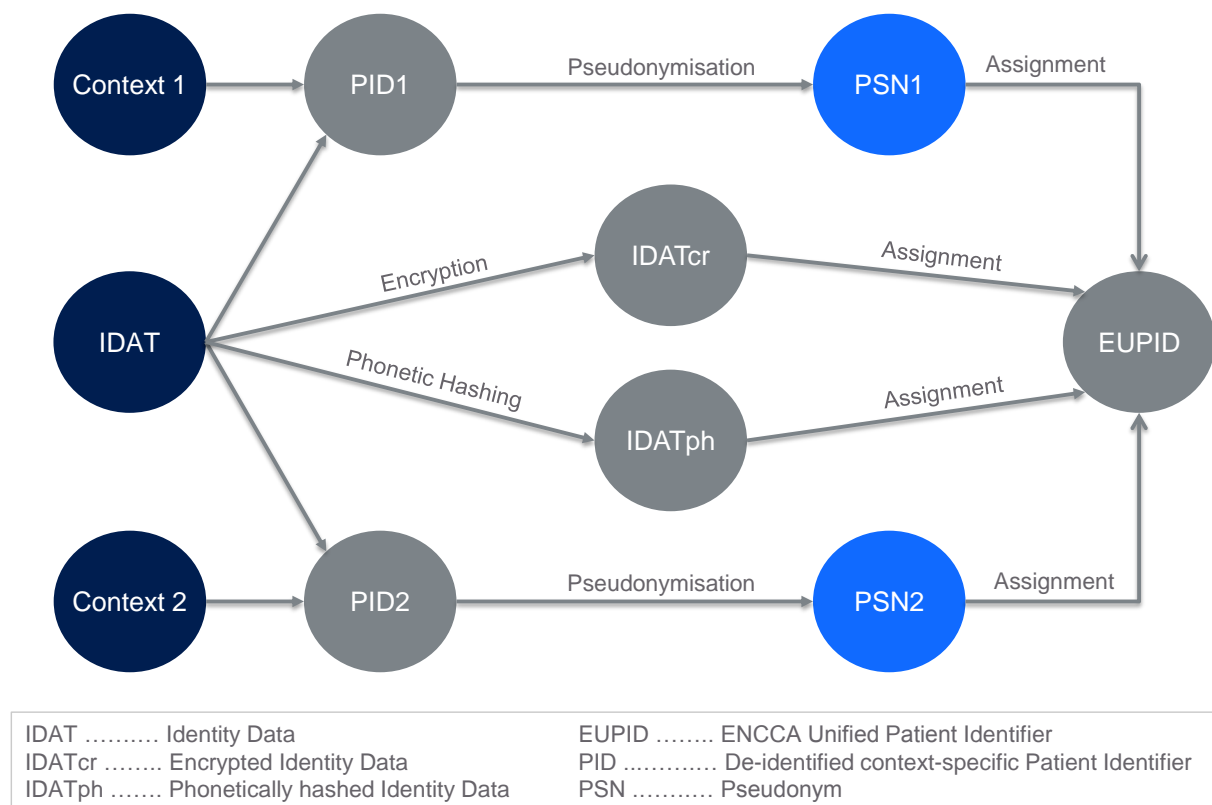 Context 1
PID1
Pseudonymisation
PSN1
Assignment
IDATcr
Assignment
Encryption
IDAT
EUPID
Phonetic Hashing
IDATph
Assignment
Context 2
PID2
Pseudonymisation
PSN2
Assignment
IDAT .......... Identity Data
IDATcr ........ Encrypted Identity Data
IDATph ....... Phonetically hashed Identity Data
EUPID ........ ENCCA Unified Patient Identifier
PID .............. De-identified context-specific Patient Identifier
PSN ........... Pseudonym